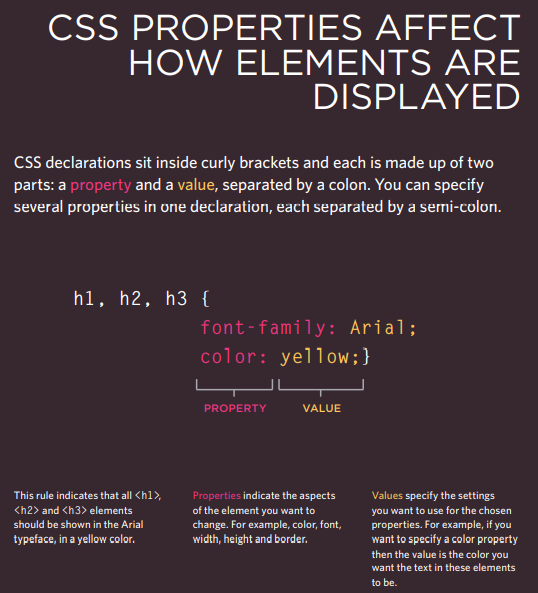 CSS PROPERTIES AFFECT
HOW ELEMENTS ARE
DISPLAYED
CSS declarations sit inside curly brackets and each is made up of two
parts: a property and a value, separated by a colon. You can specify
several properties in one declaration, each separated by a semi-colon.
h1, h2, h3 {
font-family: Arial;
color: yellow;}
PROPERTY VALUE
This rule indicates that all <h1>,
<h2> and <h3> elements
should be shown in the Arial
typeface, in a yellow color.
Properties indicate the aspects
of the element you want to
change. For example, color, font,
width, height and border.
Values specify the settings
you want to use for the chosen
properties. For example, if you
want to specify a color property
then the value is the color you
want the text in these elements
to be.